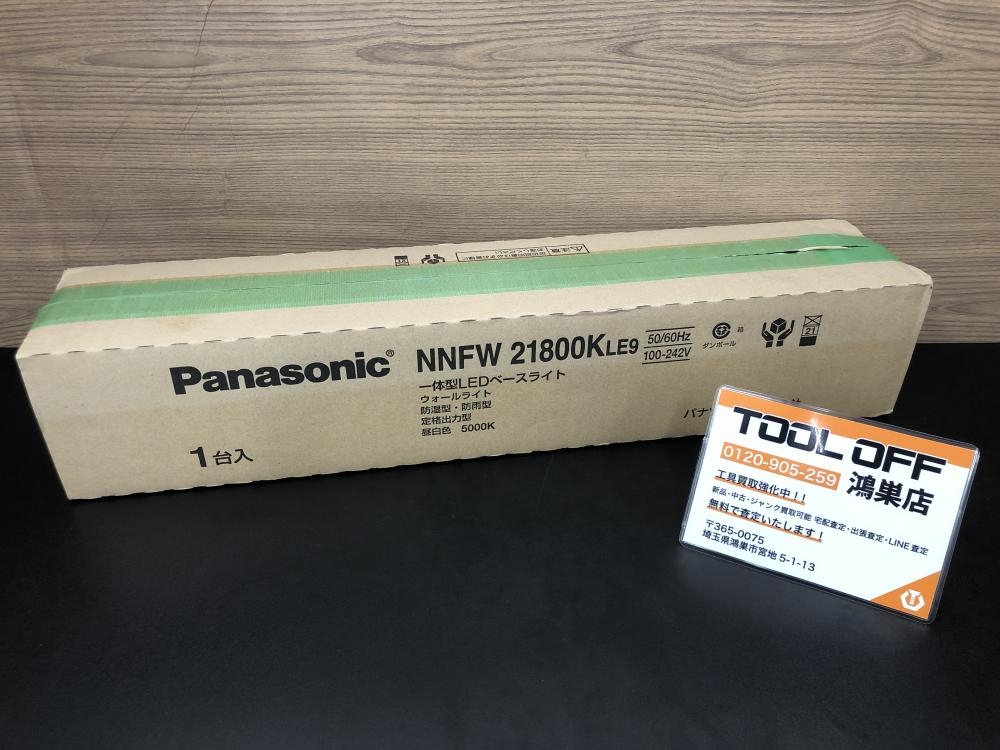 Panasonic®
NNFW 21800KLE9
50/60Hz
100-242V
一体型LEDベースライト
ウォールライト
防湿型・防雨型
定格出力型
昼白色 5000K
1台入
箱
ダンボール
21
パナソ
TOOL OFF
0120-905-259
鴻巣店
工具買取強化中!!
新品・中古・ジャンク買取可能 宅配査定・出張査定・LINE査定
無料で査定いたします!
〒365-0075
埼玉県鴻巣市宮地 5-1-13